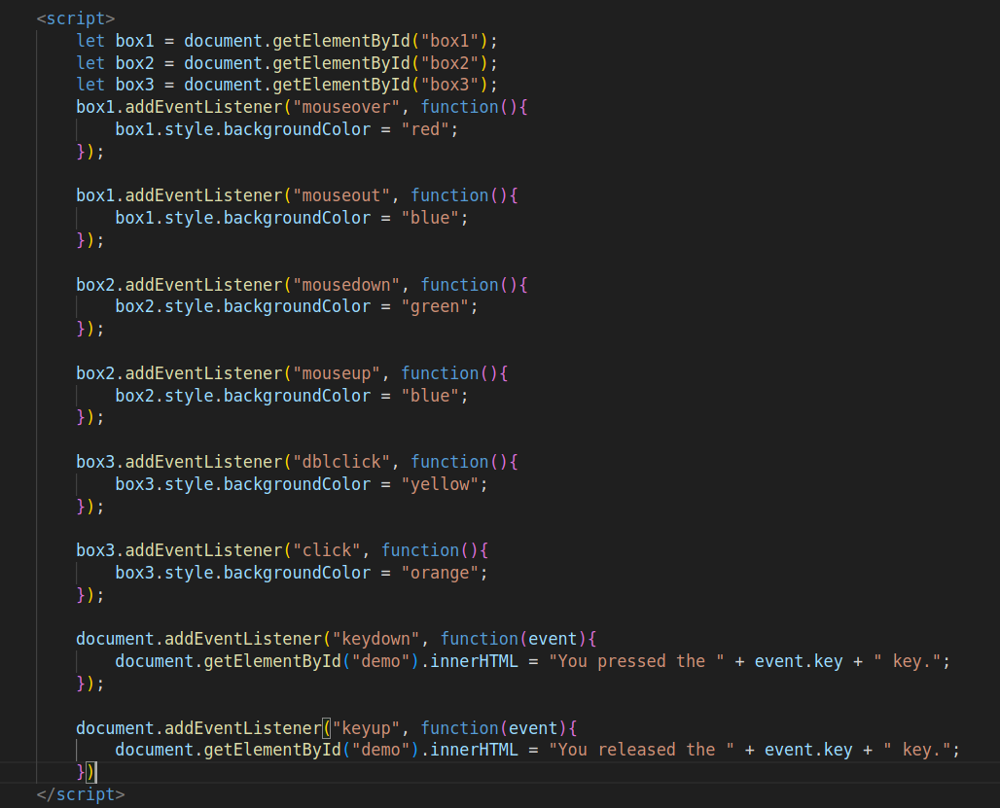 <script>
let box1 = document.getElementById("box1");
let box2 = document.getElementById("box2");
let box3 = document.getElementById("box3");
box1.addEventListener("mouseover", function(){
box1.style.backgroundColor = "red";
});
box1.addEventListener("mouseout", function(){
box1.style.backgroundColor = "blue";
});
box2.addEventListener("mousedown", function(){
box2.style.backgroundColor = "green";
});
box2.addEventListener("mouseup", function(){
box2.style.backgroundColor = "blue";
});
box3.addEventListener("dblclick", function(){
box3.style.backgroundColor = "yellow";
});
box3.addEventListener("click", function(){
box3.style.backgroundColor = "orange";
});
document.addEventListener("keydown", function(event){
document.getElementById("demo").innerHTML = "You pressed the " + event.key + " key.";
});
document.addEventListener("keyup", function(event){
document.getElementById("demo").innerHTML = "You released the " + event.key + " key.";
})
</script>